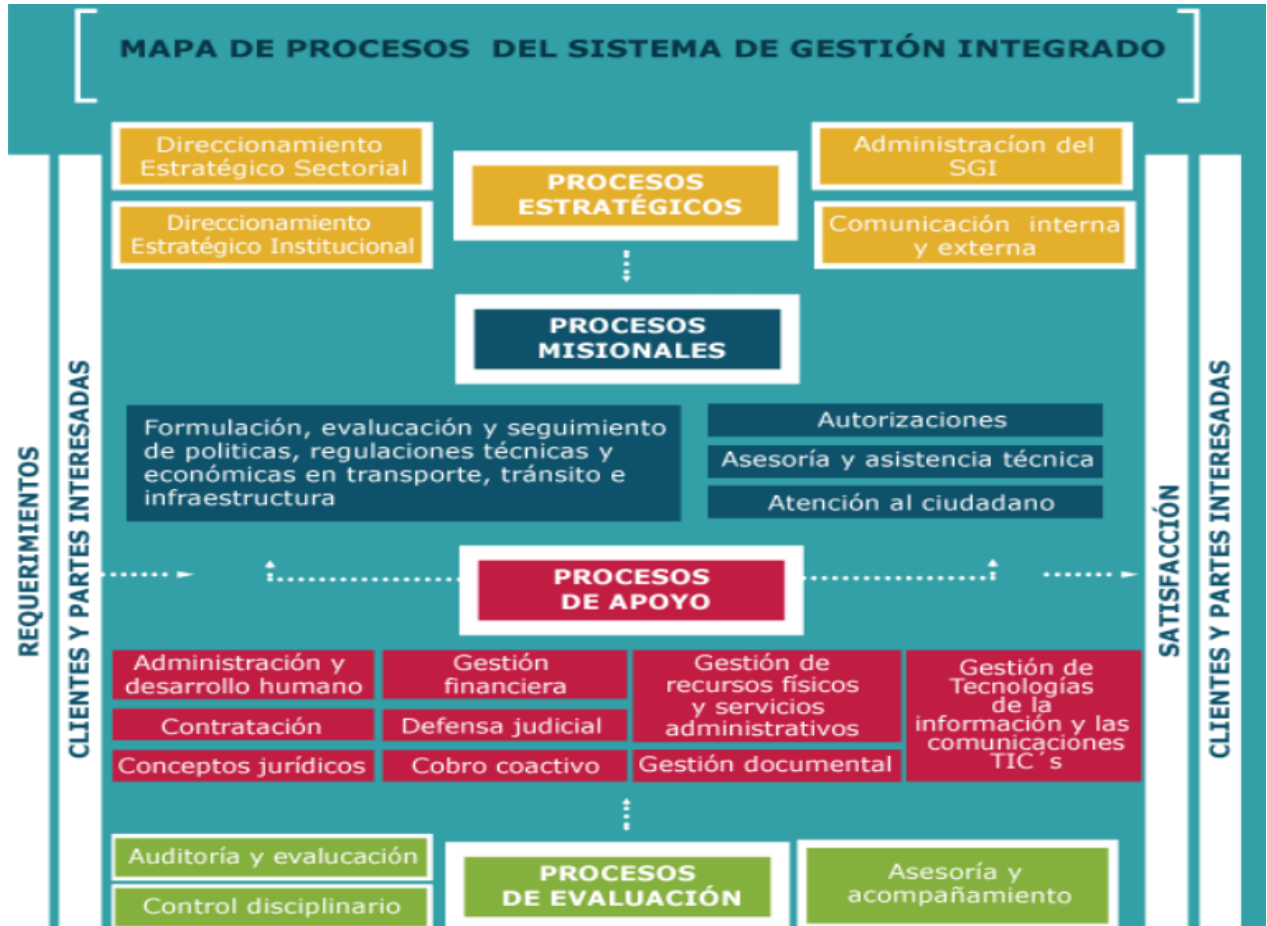 MAPA DE PROCESOS DEL SISTEMA DE GESTIÓN INTEGRADO
Direccionamiento
Estratégico Sectorial
Direccionamiento
Estratégico Institucional
PROCESOS
ESTRATÉGICOS
Administracíon del
SGI
Comunicación interna
y externa
PROCESOS
MISIONALES
Formulación, evalucación y seguimiento
de politicas, regulaciones técnicas y
económicas en transporte, tránsito e
infraestructura
Autorizaciones
Asesoría y asistencia técnica
Atención al ciudadano
REQUERIMIENTOS
CLIENTES Y PARTES INTERESADAS
SATISFACCIÓN
CLIENTES Y PARTES INTERESADAS
PROCESOS
DE APOYO
Administración y
desarrollo humano
Contratación
Conceptos jurídicos
Gestión
financiera
Defensa judicial
Cobro coactivo
Gestión de
recursos físicos
y servicios
administrativos
Gestión documental
Gestión de
Tecnologías
de la
información y las
comunicaciones
TIC´s
Auditoría y evalucación
Control disciplinario
PROCESOS
DE EVALUACIÓN
Asesoría y
acompañamiento